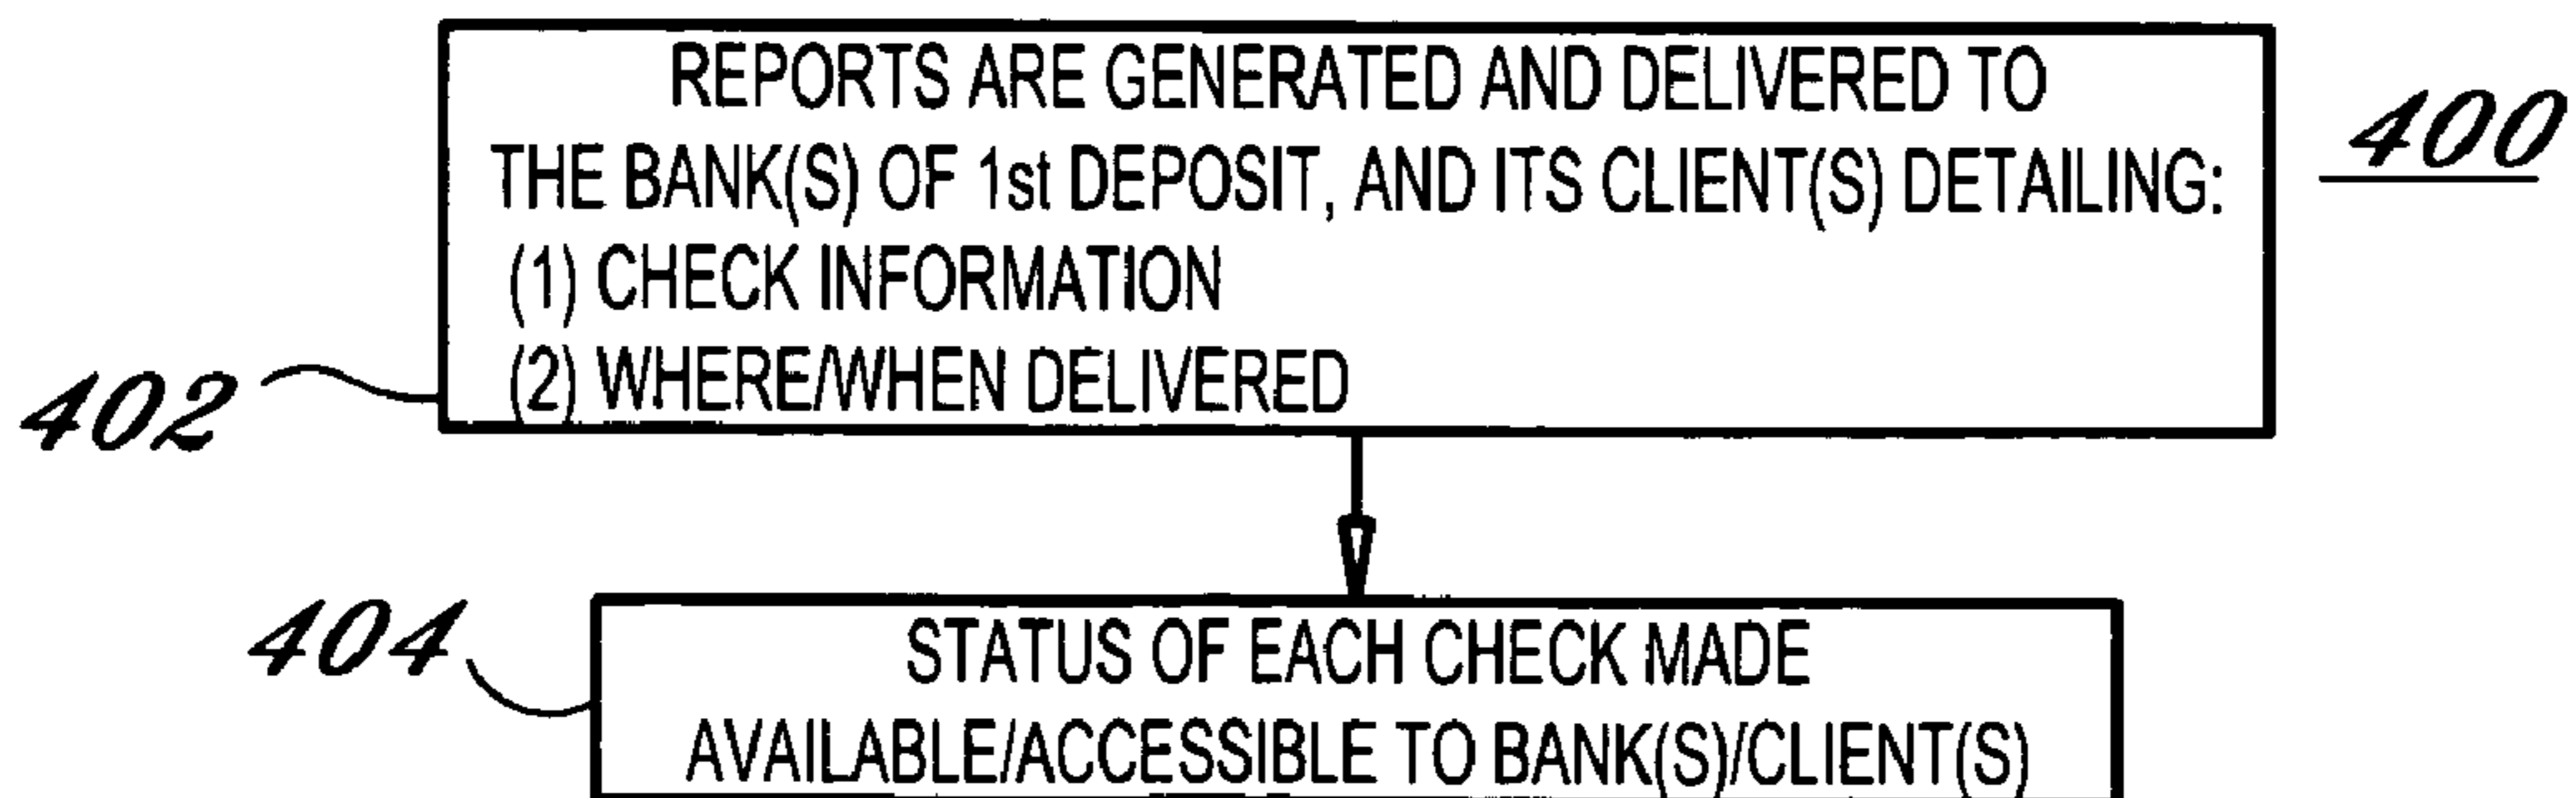 REPORTS ARE GENERATED AND DELIVERED TO
THE BANK(S) OF 1st DEPOSIT, AND ITS CLIENT(S) DETAILING:
(1) CHECK INFORMATION
(2) WHERE/WHEN DELIVERED
400
402
404
STATUS OF EACH CHECK MADE
AVAILABLE/ACCESSIBLE TO BANK(S)/CLIENT(S)